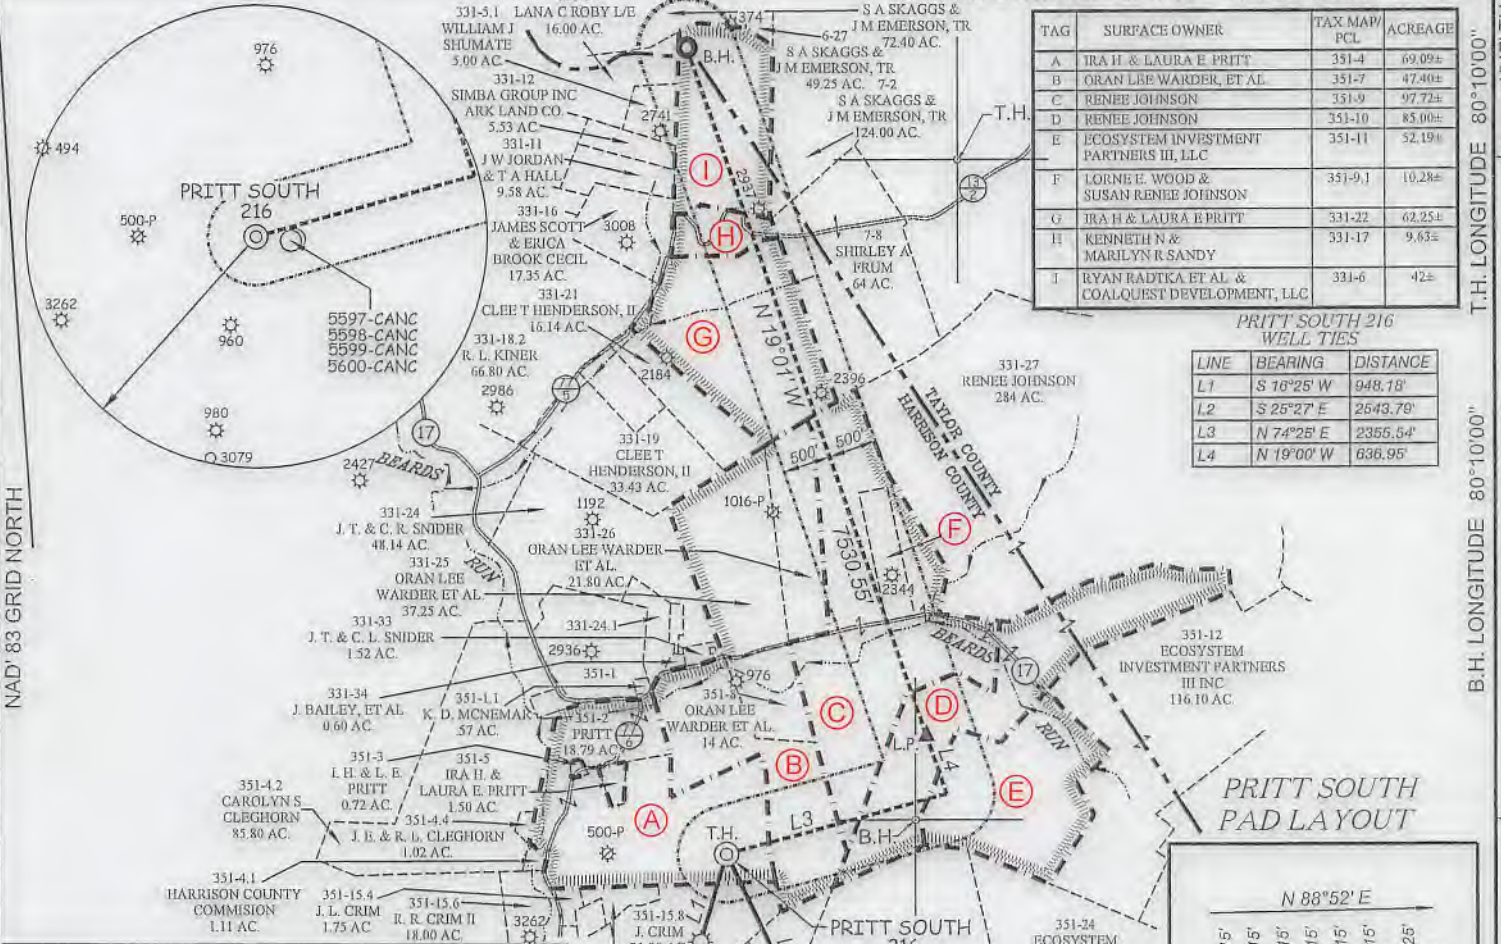 976
494
PRITT SOUTH
216
500-P
3262
960
5597-CANC
5598-CANC
5599-CANC
5600-CANC
980
3079
17
2427
BEARDS
RUN
NAD' 83 GRID NORTH
331-5.1
WILLIAM J
SHUMATE
5.00 AC.
LANA C ROBY L/E
16.00 AC.
331-12
SIMBA GROUP INC
ARK LAND CO.
5.53 AC.
331-11
J W JORDAN
& T A HALL
9.58 AC.
331-16
JAMES SCOTT
& ERICA
BROOK CECIL
17.35 AC.
331-21
CLEE T HENDERSON, II
16.14 AC.
331-18.2
R. L. KINER
66.80 AC.
2986
2741
3008
2184
77
5
331-19
CLEE T
HENDERSON, II
33.43 AC.
331-24
J. T. & C. R. SNIDER
48.14 AC.
1192
331-26
ORAN LEE WARDER
ET AL.
21.80 AC.
331-25
ORAN LEE
WARDER ET AL.
37.25 AC.
331-33
J. T. & C. L. SNIDER
1.52 AC.
331-24.1
2936
351-1
331-34
J. BAILEY, ET AL
0.60 AC.
351-1.1
K. D. MCNEMAR
.57 AC.
351-2
PRITT
18.79 AC.
77
6
351-3
I. H. & L. E.
PRITT
0.72 AC.
351-5
IRA H. &
LAURA E. PRITT
1.50 AC.
351-4.2
CAROLYN S
CLEGHORN
85.80 AC.
351-4.4
J. E. & R. L. CLEGHORN
1.02 AC.
351-4.1
HARRISON COUNTY
COMMISION
1.11 AC.
351-15.4
J. L. CRIM
1.75 AC
351-15.6
R. R. CRIM II
18.00 AC.
3262
351-15.8
J. CRIM
976
351-8
ORAN LEE
WARDER ET AL.
14 AC.
500-P
A
B
C
D
E
F
G
H
I
T.H.
L3
L4
L.P.
B.H.
PRITT SOUTH
216
351-24
ECOSYSTEM
374
B.H.
S A SKAGGS &
J M EMERSON, TR
72.40 AC.
6-27
S A SKAGGS &
J M EMERSON, TR
49.25 AC. 7-2
S A SKAGGS &
J M EMERSON, TR
124.00 AC.
T.H.
13
2
2937
7-8
SHIRLEY A
FRUM
64 AC.
N 19°01' W
2396
500'
500'
1016-P
7530.55
2344
TAYLOR COUNTY
HARRISON COUNTY
331-27
RENEE JOHNSON
284 AC.
BEARDS
17
RUN
351-12
ECOSYSTEM
INVESTMENT PARTNERS
III INC
116.10 AC.
TAG SURFACE OWNER TAX MAP/ PCL ACREAGE
A IRA H & LAURA E PRITT 351-4 69.09±
B ORAN LEE WARDER, ET AL 351-7 47.40±
C RENEE JOHNSON 351-9 97.72±
D RENEE JOHNSON 351-10 85.00±
E ECOSYSTEM INVESTMENT 351-11 52.19±
PARTNERS III, LLC
F LORNE E. WOOD & 351-9.1 10.28±
SUSAN RENEE JOHNSON
G IRA H & LAURA E PRITT 331-22 62.25±
H KENNETH N & 331-17 9.63±
MARILYN R SANDY
I RYAN RADTKA ET AL & 331-6 42±
COALQUEST DEVELOPMENT, LLC
PRITT SOUTH 216
WELL TIES
LINE BEARING DISTANCE
L1 S 16°25' W 948.18'
L2 S 25°27' E 2543.79'
L3 N 74°25' E 2355.54'
L4 N 19°00' W 636.95'
T.H. LONGITUDE 80°10'00"
B.H. LONGITUDE 80°10'00"
PRITT SOUTH
PAD LAYOUT
N 88°52' E
15'
15'
15'
15'